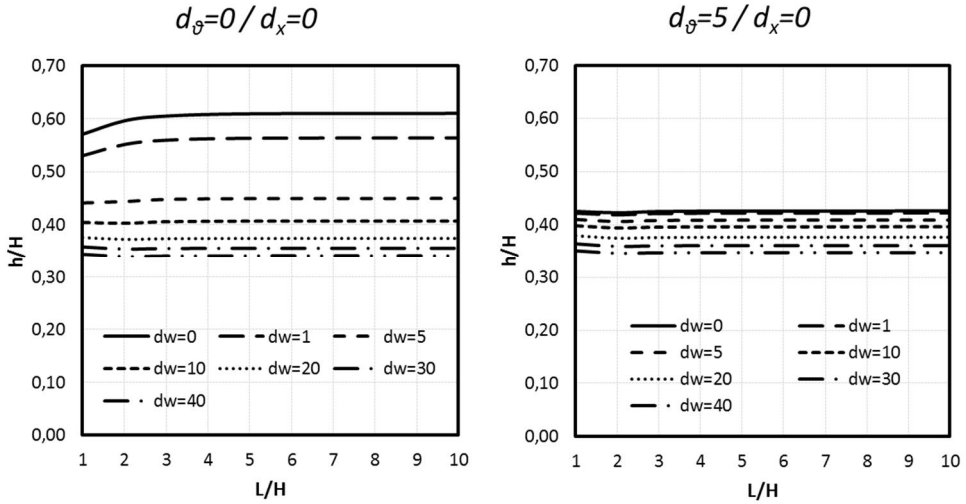 d_ϑ=0 / d_x=0
0,70
0,60
0,50
0,40
h/H
0,30
0,20
0,10
0,00
dw=0 dw=1 dw=5
dw=10 dw=20 dw=30
dw=40
1 2 3 4 5 6 7 8 9 10
L/H
d_ϑ=5 / d_x=0
0,70
0,60
0,50
0,40
h/H
0,30
0,20
0,10
0,00
dw=0 dw=1
dw=5 dw=10
dw=20 dw=30
dw=40
1 2 3 4 5 6 7 8 9 10
L/H